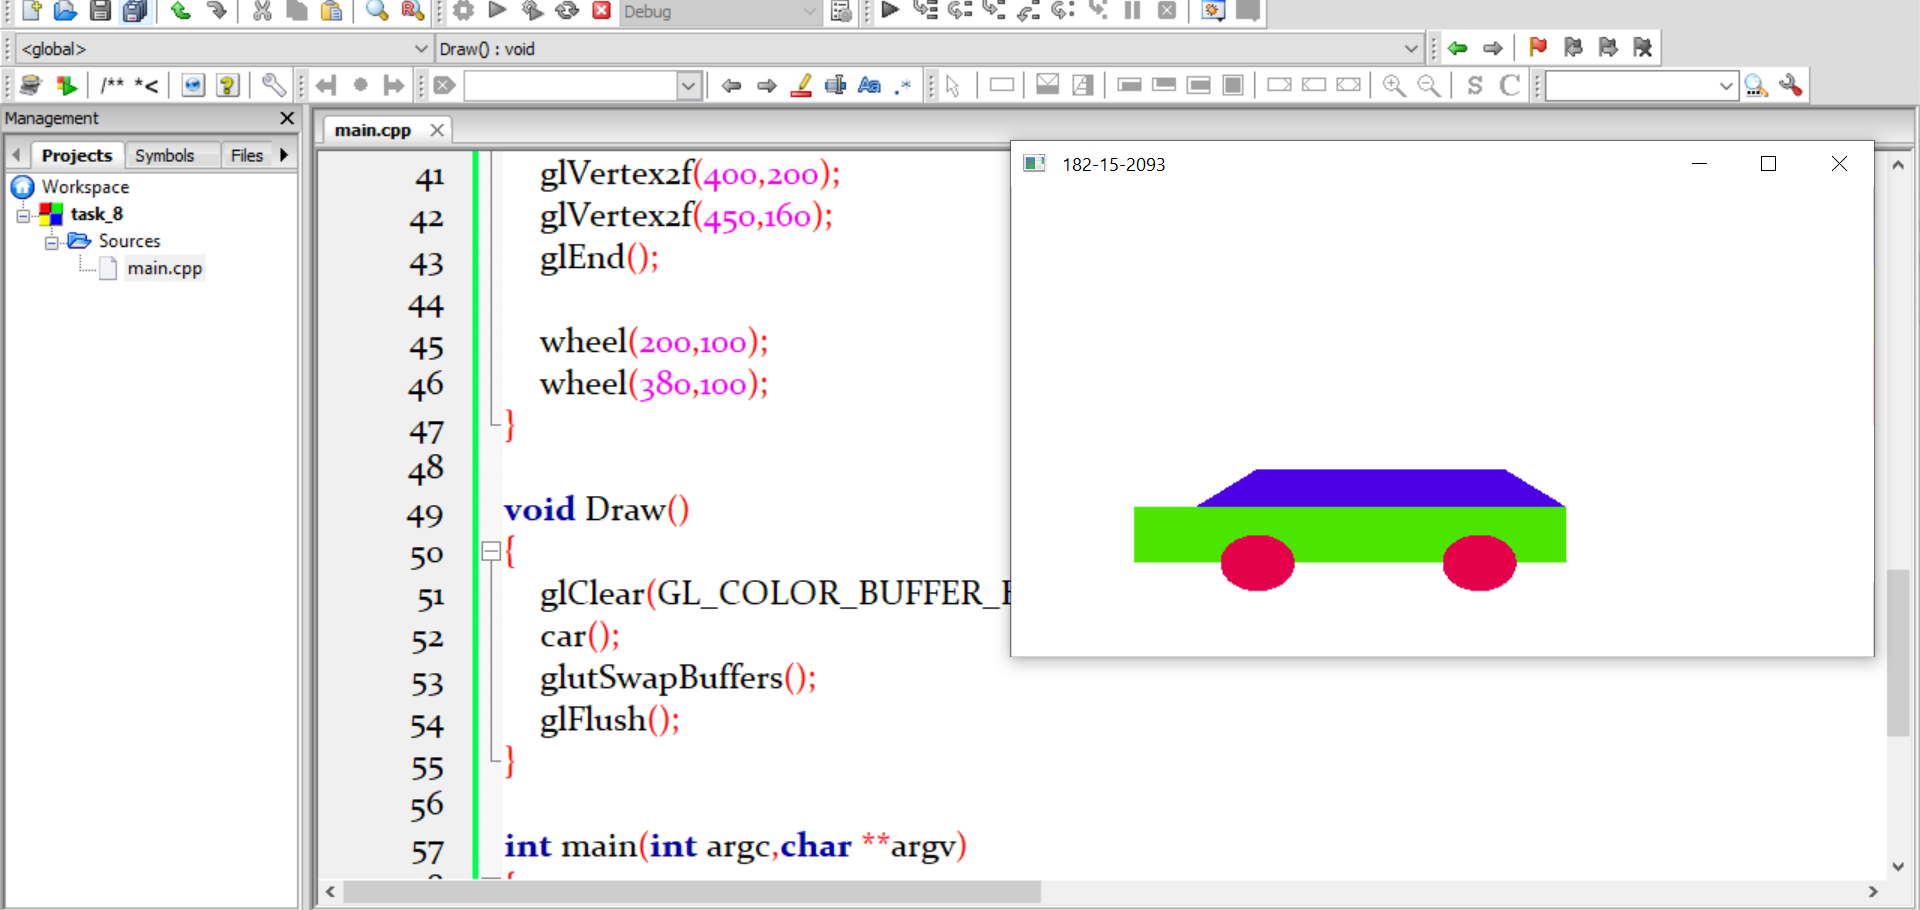 Debug
<global>
Draw() : void
/** *<
Aa
.*
S
C
Management
Projects
Symbols
Files
Workspace
task_8
Sources
main.cpp
main.cpp
41 glVertex2f(400,200);
42 glVertex2f(450,160);
43 glEnd();
44
45 wheel(200,100);
46 wheel(380,100);
47 }
48
49 void Draw()
50 {
51 glClear(GL_COLOR_BUFFER_
52 car();
53 glutSwapBuffers();
54 glFlush();
55 }
56
57 int main(int argc,char **argv)
182-15-2093